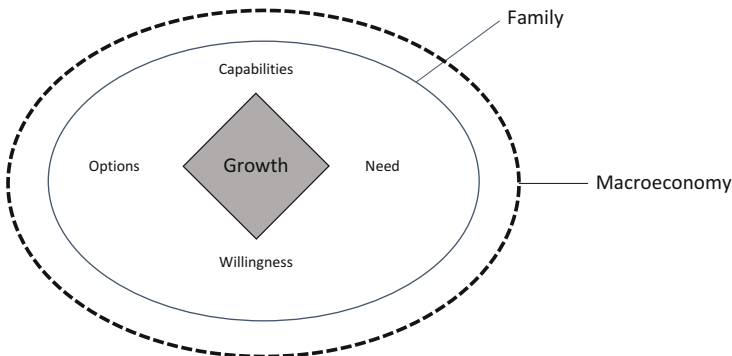 Family
Capabilities
Options
Growth
Need
Macroeconomy
Willingness